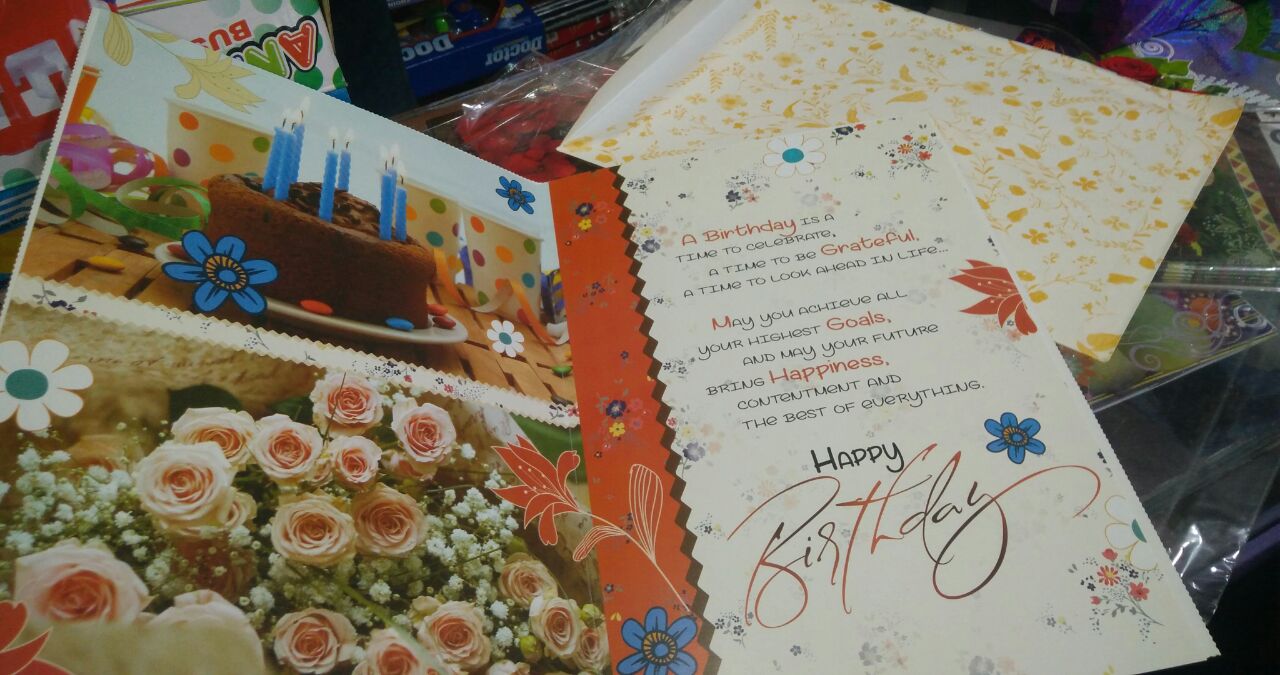 Doctor
Doctor
A Birthday IS A
TIME TO CELEBRATE,
A TIME TO BE Grateful,
A TIME TO LOOK AHEAD IN LIFE...
MAY YOU ACHIEVE ALL
YOUR HIGHEST Goals,
AND MAY YOUR FUTURE
BRING Happiness,
CONTENTMENT AND
THE BEST OF EVERYTHING.
HAPPY
Birthday